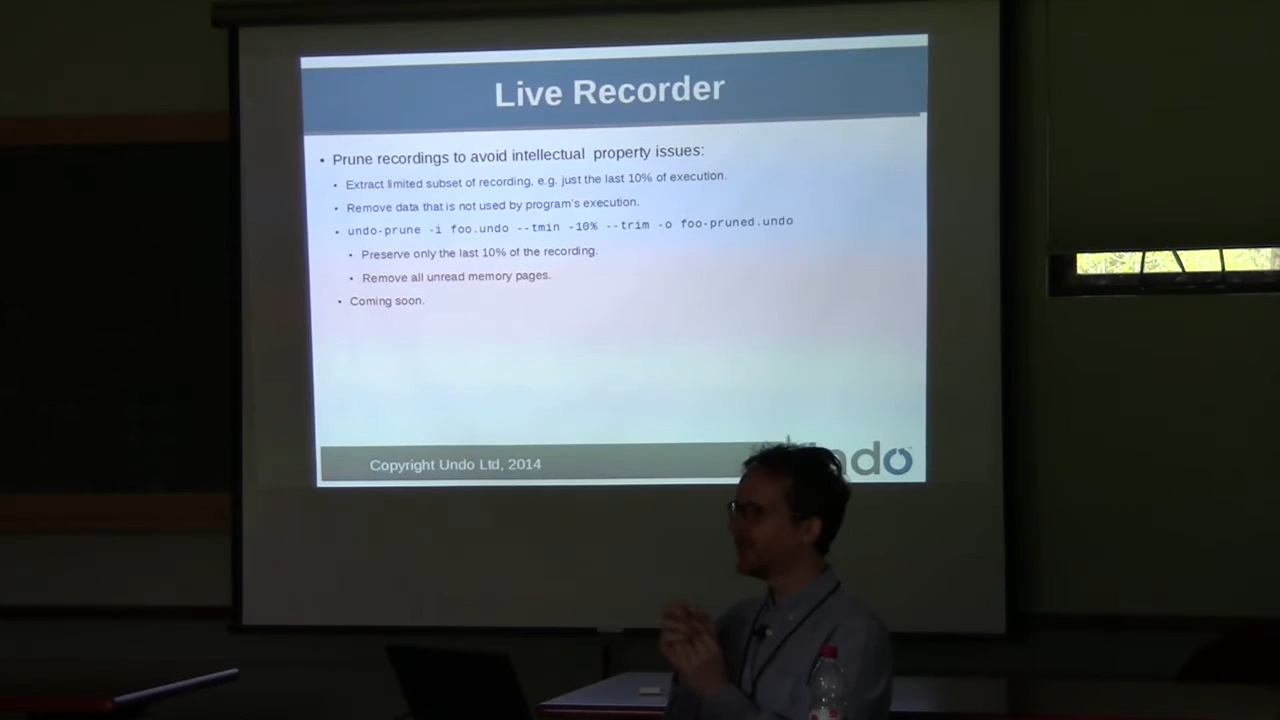 Live Recorder
• Prune recordings to avoid intellectual property issues:
• Extract limited subset of recording, e.g. just the last 10% of execution.
• Remove data that is not used by program's execution.
• undo-prune -i foo.undo --tmin -10% --trim -o foo-pruned.undo
• Preserve only the last 10% of the recording.
• Remove all unread memory pages.
• Coming soon.
Copyright Undo Ltd, 2014